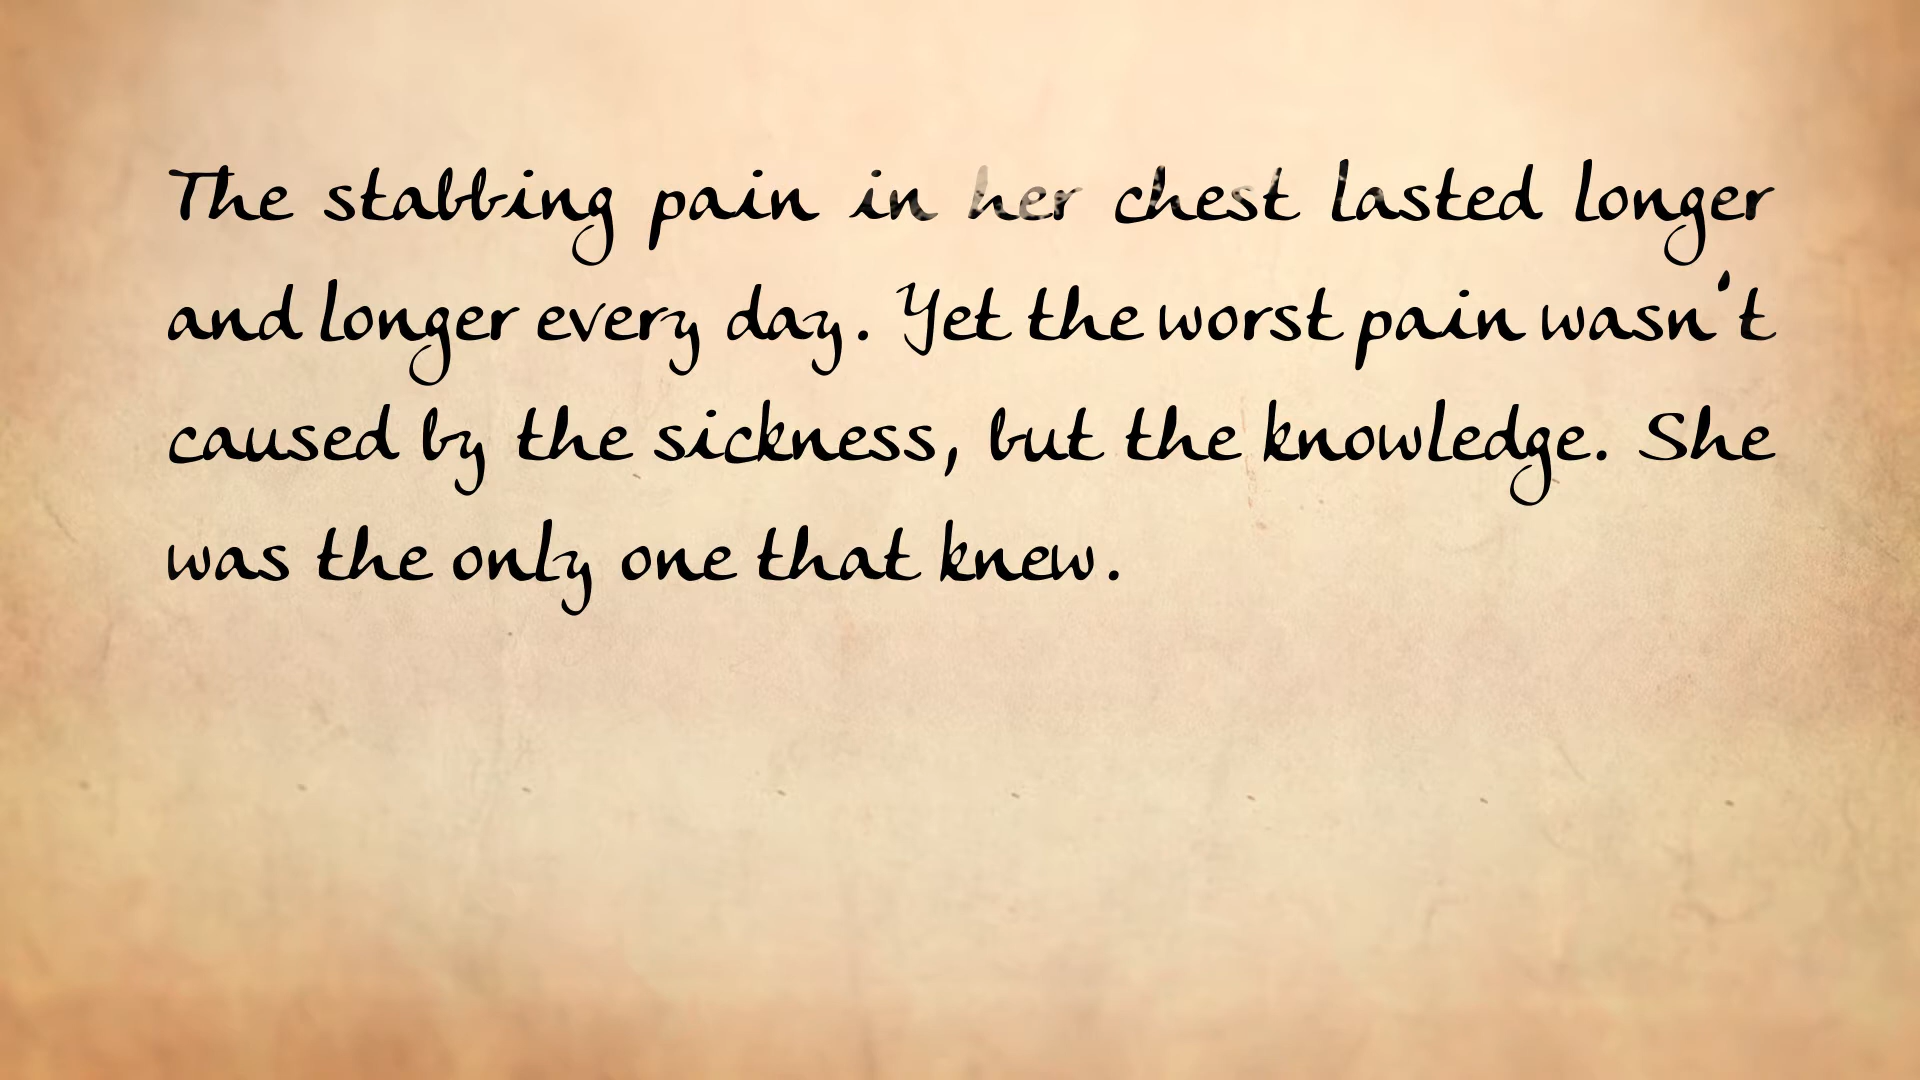 The stabbing pain in her chest lasted longer
and longer every day. Yet the worst pain wasn't
caused by the sickness, but the knowledge. She
was the only one that knew.